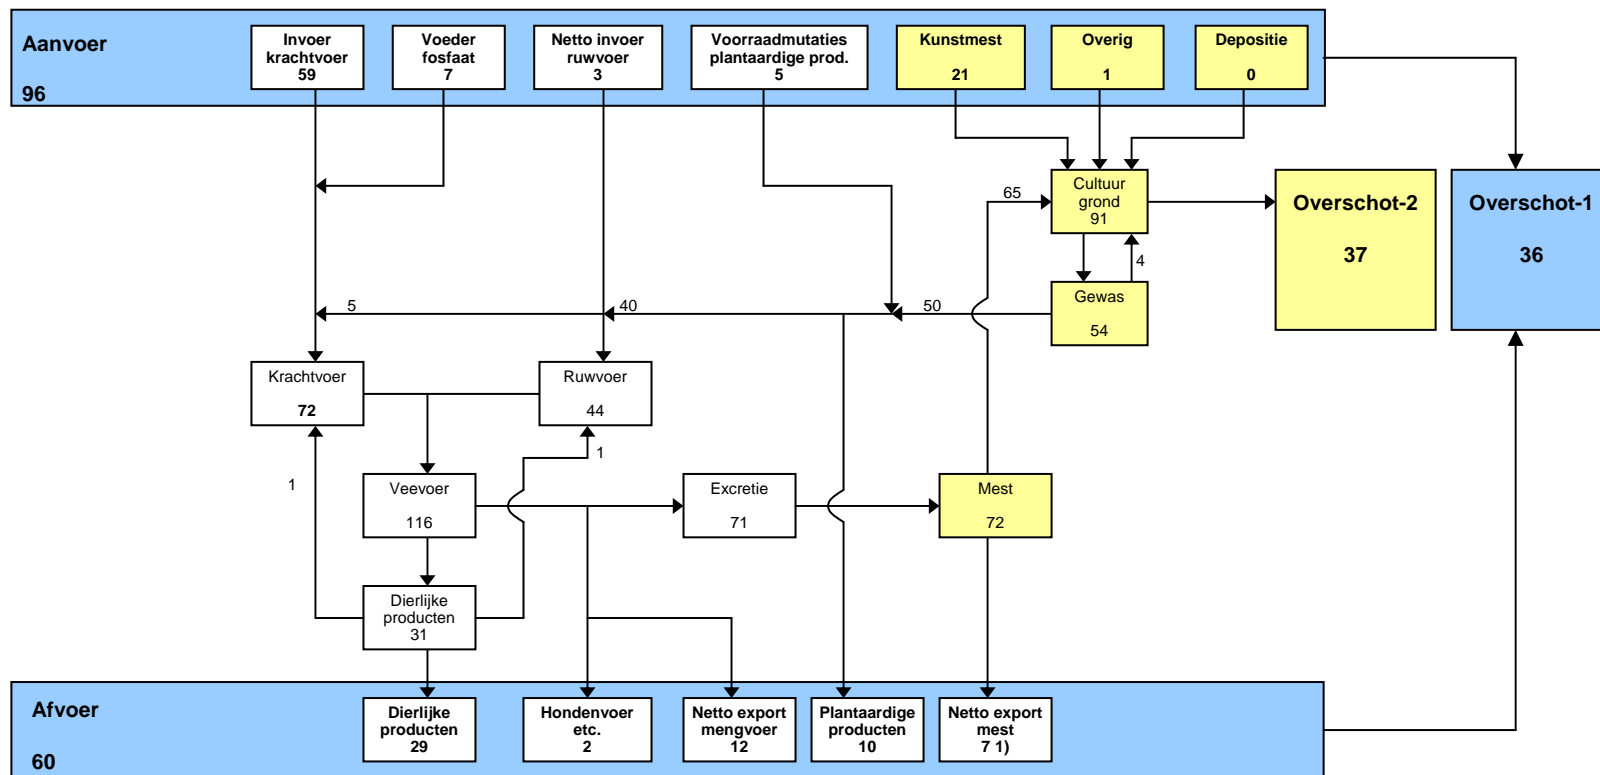 Aanvoer
96
Invoer
krachtvoer
59
Voeder
fosfaat
7
Netto invoer
ruwvoer
3
Voorraadmutaties
plantaardige prod.
5
Kunstmest
21
Overig
1
Depositie
0
65
Cultuur
grond
91
4
Gewas
54
Overschot-2
37
Overschot-1
36
5
40
50
Krachtvoer
72
Ruwvoer
44
1
1
Veevoer
116
Excretie
71
Mest
72
Dierlijke
producten
31
Afvoer
60
Dierlijke
producten
29
Hondenvoer
etc.
2
Netto export
mengvoer
12
Plantaardige
producten
10
Netto export
mest
7 1)